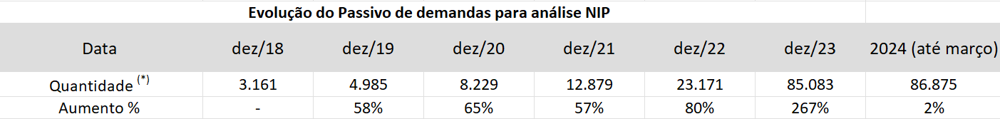 Evolução do Passivo de demandas para análise NIP
Data dez/18 dez/19 dez/20 dez/21 dez/22 dez/23 2024 (até março)
Quantidade (*) 3.161 4.985 8.229 12.879 23.171 85.083 86.875
Aumento % - 58% 65% 57% 80% 267% 2%